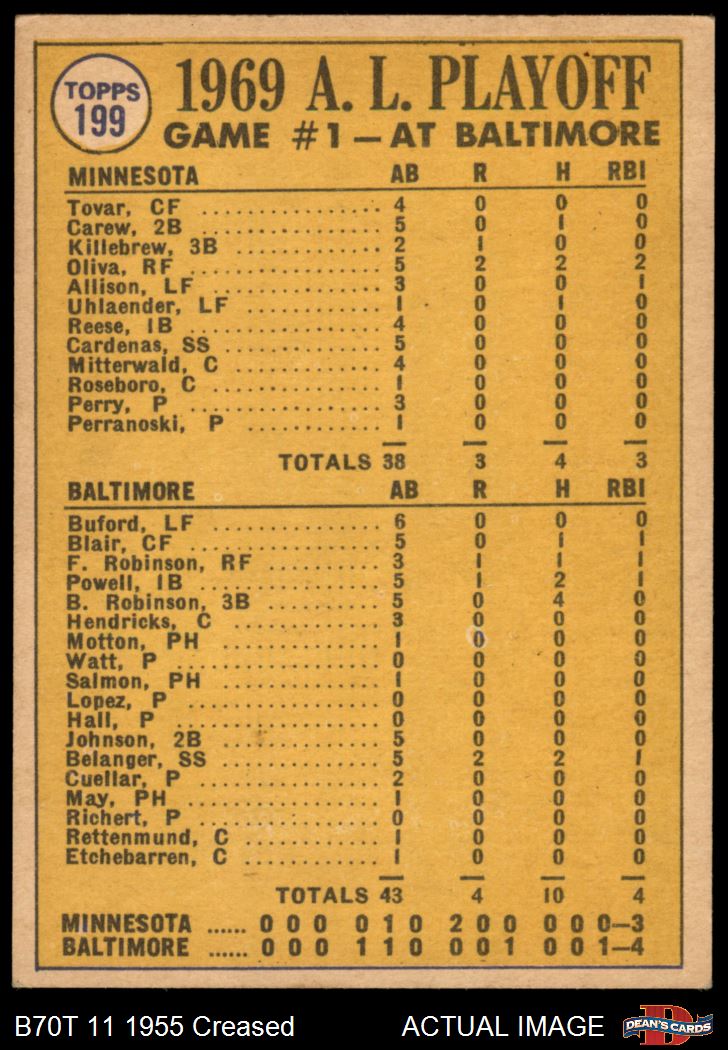 TOPPS
199
1969 A. L. PLAYOFF
GAME #1 — AT BALTIMORE
MINNESOTA AB R H RBI
Tovar, CF .................. 4 0 0 0
Carew, 2B .................. 5 0 1 0
Killebrew, 3B .............. 2 1 0 0
Oliva, RF .................. 5 2 2 2
Allison, LF ................ 3 0 0 1
Uhlaender, LF .............. 1 0 1 0
Reese, 1B .................. 4 0 0 0
Cardenas, SS ............... 5 0 0 0
Mitterwald, C .............. 4 0 0 0
Roseboro, C ................ 1 0 0 0
Perry, P ................... 3 0 0 0
Perranoski, P .............. 1 0 0 0
TOTALS 38 3 4 3
BALTIMORE AB R H RBI
Buford, LF ................. 6 0 0 0
Blair, CF .................. 5 0 1 1
F. Robinson, RF ............ 3 1 1 1
Powell, 1B ................. 5 1 2 1
B. Robinson, 3B ............ 5 0 4 0
Hendricks, C ............... 3 0 0 0
Motton, PH ................. 1 0 0 0
Watt, P .................... 0 0 0 0
Salmon, PH ................. 1 0 0 0
Lopez, P ................... 0 0 0 0
Hall, P .................... 0 0 0 0
Johnson, 2B ................ 5 0 0 0
Belanger, SS ............... 5 2 2 1
Cuellar, P ................. 2 0 0 0
May, PH .................... 1 0 0 0
Richert, P ................. 0 0 0 0
Rettenmund, C .............. 1 0 0 0
Etchebarren, C ............. 1 0 0 0
TOTALS 43 4 10 4
MINNESOTA ...... 0 0 0 0 1 0 2 0 0 0 0 0—3
BALTIMORE ...... 0 0 0 1 1 0 0 0 1 0 0 1—4
B70T 11 1955 Creased ACTUAL IMAGE
D
DEAN'S CARDS